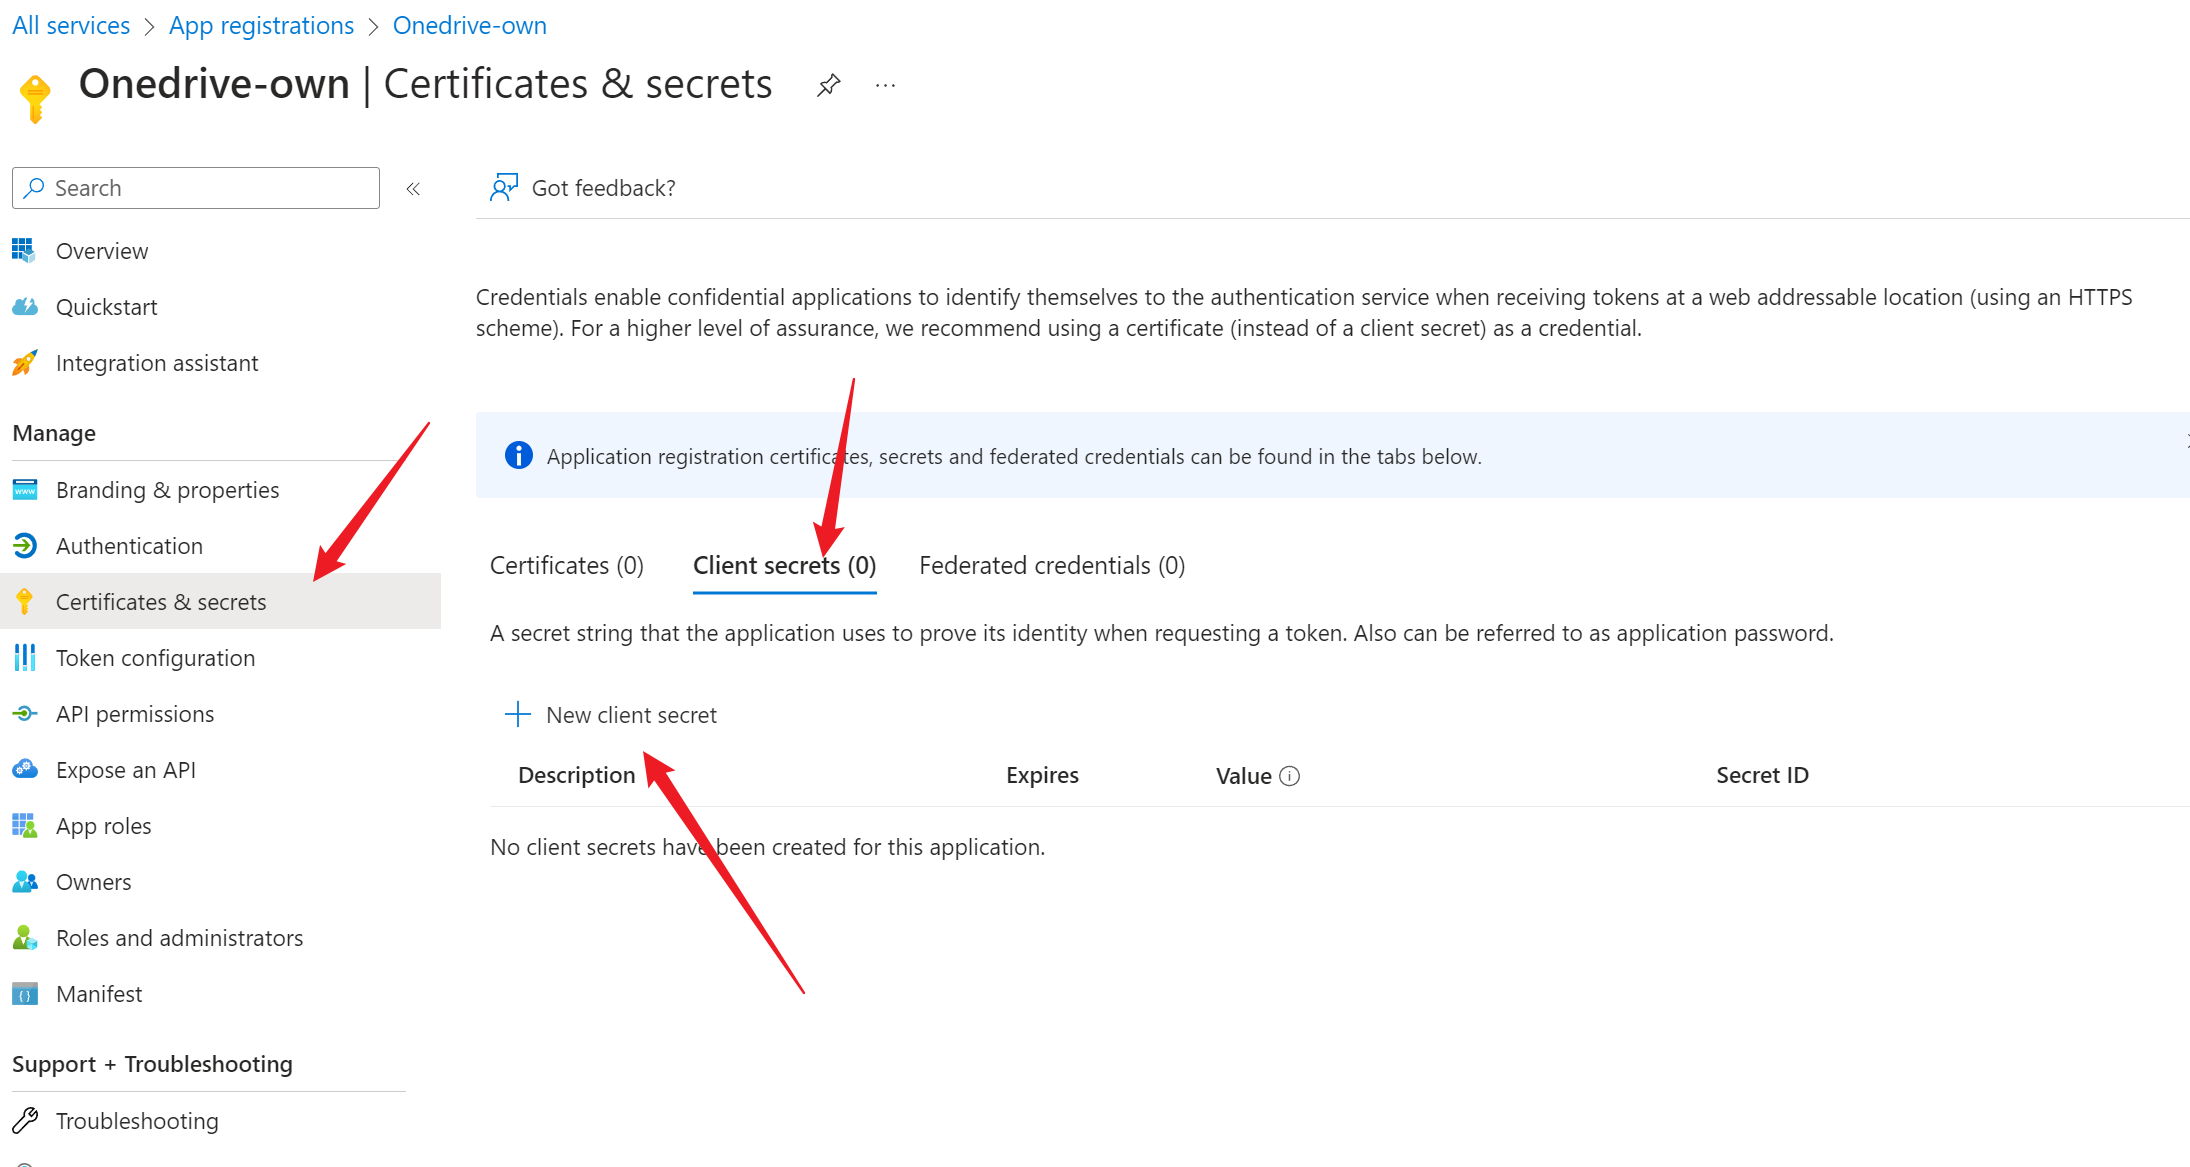 All services > App registrations > Onedrive-own
Onedrive-own | Certificates & secrets ...
Search «
Overview
Quickstart
Integration assistant
Manage
Branding & properties
Authentication
Certificates & secrets
Token configuration
API permissions
Expose an API
App roles
Owners
Roles and administrators
Manifest
Support + Troubleshooting
Troubleshooting
Got feedback?
Credentials enable confidential applications to identify themselves to the authentication service when receiving tokens at a web addressable location (using an HTTPS
scheme). For a higher level of assurance, we recommend using a certificate (instead of a client secret) as a credential.
Application registration certificates, secrets and federated credentials can be found in the tabs below.
Certificates (0) Client secrets (0) Federated credentials (0)
A secret string that the application uses to prove its identity when requesting a token. Also can be referred to as application password.
New client secret
Description Expires Value Secret ID
No client secrets have been created for this application.